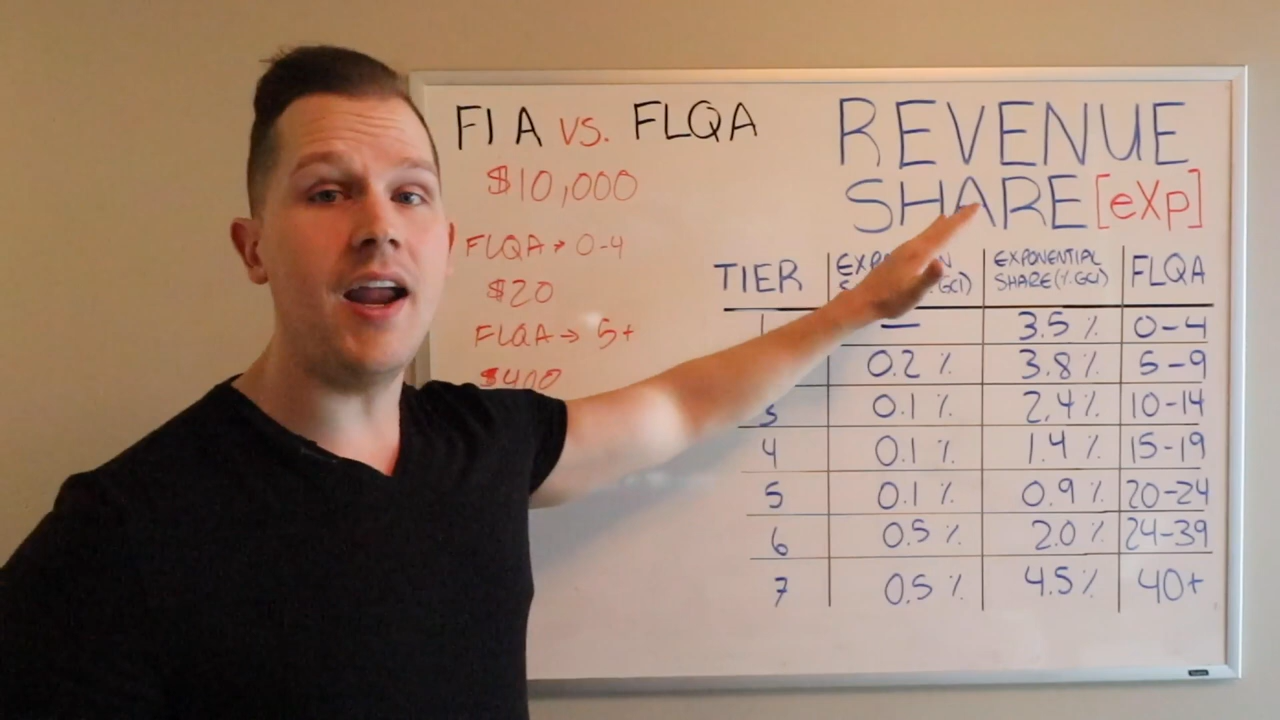 FIA VS. FLQA
$10,000
FLQA → 0-4
$20
FLQA → 5+
$400
REVENUE
SHARE [eXp]
TIER EXPONENTIAL SHARE (%.GCI) FLQA
— 3.5% 0-4
0.2% 3.8% 5-9
3 0.1% 2.4% 10-14
4 0.1% 1.4% 15-19
5 0.1% 0.9% 20-24
6 0.5% 2.0% 24-39
7 0.5% 4.5% 40+